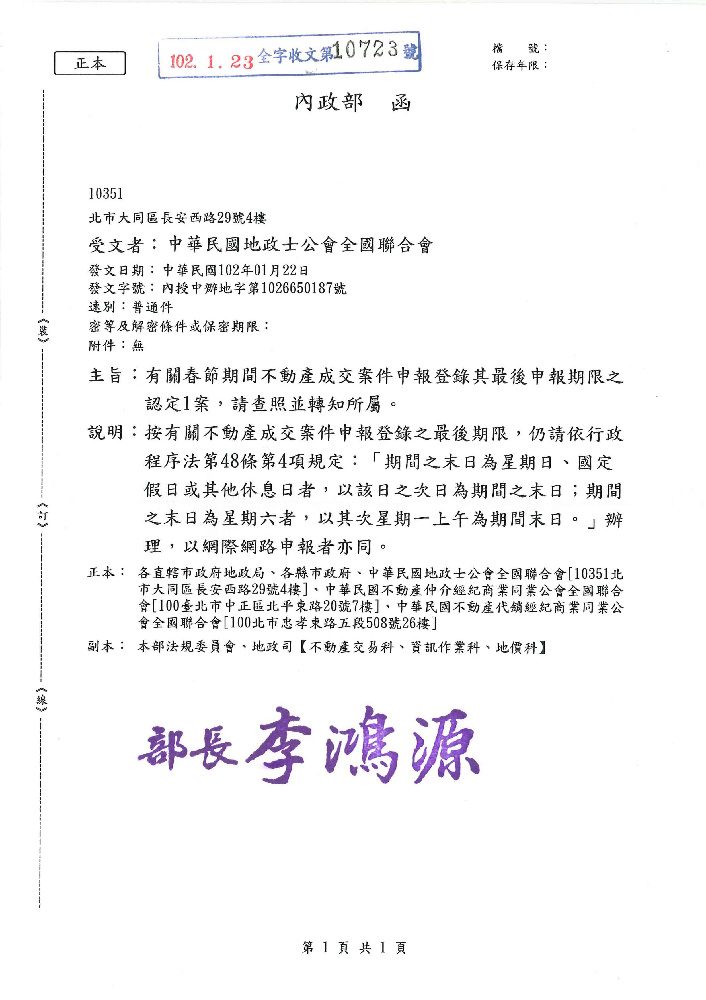 正本
102. 1. 23 全字收文第10723號
檔　　號：
保存年限：
內政部　函
10351
北市大同區長安西路29號4樓
受文者：中華民國地政士公會全國聯合會
發文日期：中華民國102年01月22日
發文字號：內授中辦地字第1026650187號
速別：普通件
密等及解密條件或保密期限：
附件：無
主旨：有關春節期間不動產成交案件申報登錄其最後申報期限之
認定1案，請查照並轉知所屬。
說明：按有關不動產成交案件申報登錄之最後期限，仍請依行政
程序法第48條第4項規定：「期間之末日為星期日、國定
假日或其他休息日者，以該日之次日為期間之末日；期間
之末日為星期六者，以其次星期一上午為期間末日。」辦
理，以網際網路申報者亦同。
正本：各直轄市政府地政局、各縣市政府、中華民國地政士公會全國聯合會[10351北
市大同區長安西路29號4樓]、中華民國不動產仲介經紀商業同業公會全國聯合
會[100臺北市中正區北平東路20號7樓]、中華民國不動產代銷經紀商業同業公
會全國聯合會[100北市忠孝東路五段508號26樓]
副本：本部法規委員會、地政司【不動產交易科、資訊作業科、地價科】
部長李鴻源
《裝》
《訂》
《線》
第 1 頁 共 1 頁